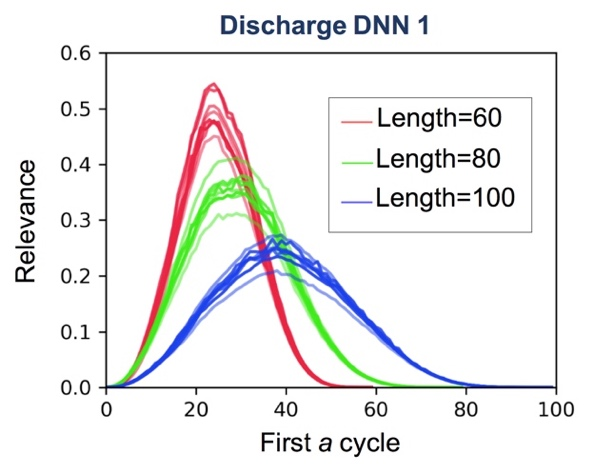 Discharge DNN 1
0.6
0.5
0.4
0.3
0.2
0.1
0.0
Relevance
Length=60
Length=80
Length=100
0 20 40 60 80 100
First a cycle